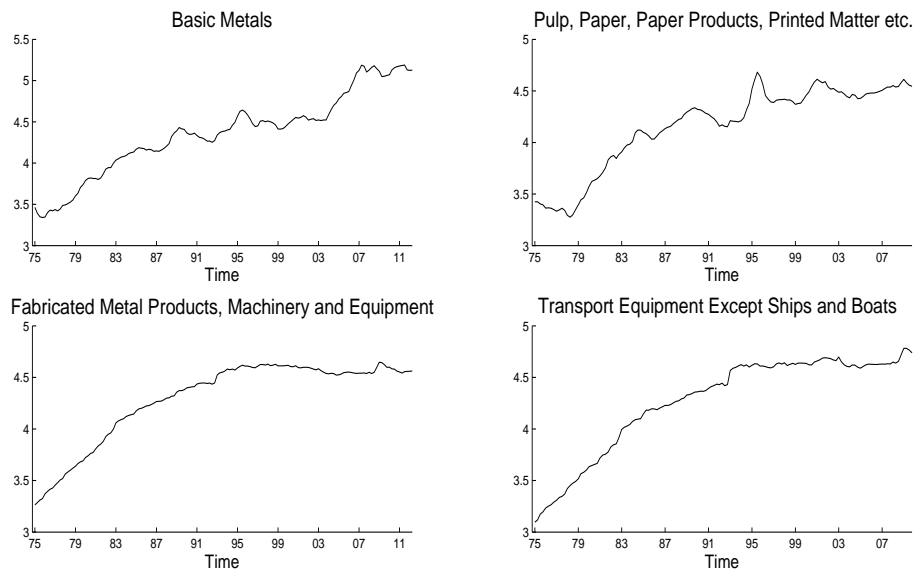 Basic Metals
5.5
5
4.5
4
3.5
3
75 79 83 87 91 95 99 03 07 11
Time
Pulp, Paper, Paper Products, Printed Matter etc.
5
4.5
4
3.5
3
75 79 83 87 91 95 99 03 07
Time
Fabricated Metal Products, Machinery and Equipment
5
4.5
4
3.5
3
75 79 83 87 91 95 99 03 07 11
Time
Transport Equipment Except Ships and Boats
5
4.5
4
3.5
3
75 79 83 87 91 95 99 03 07
Time